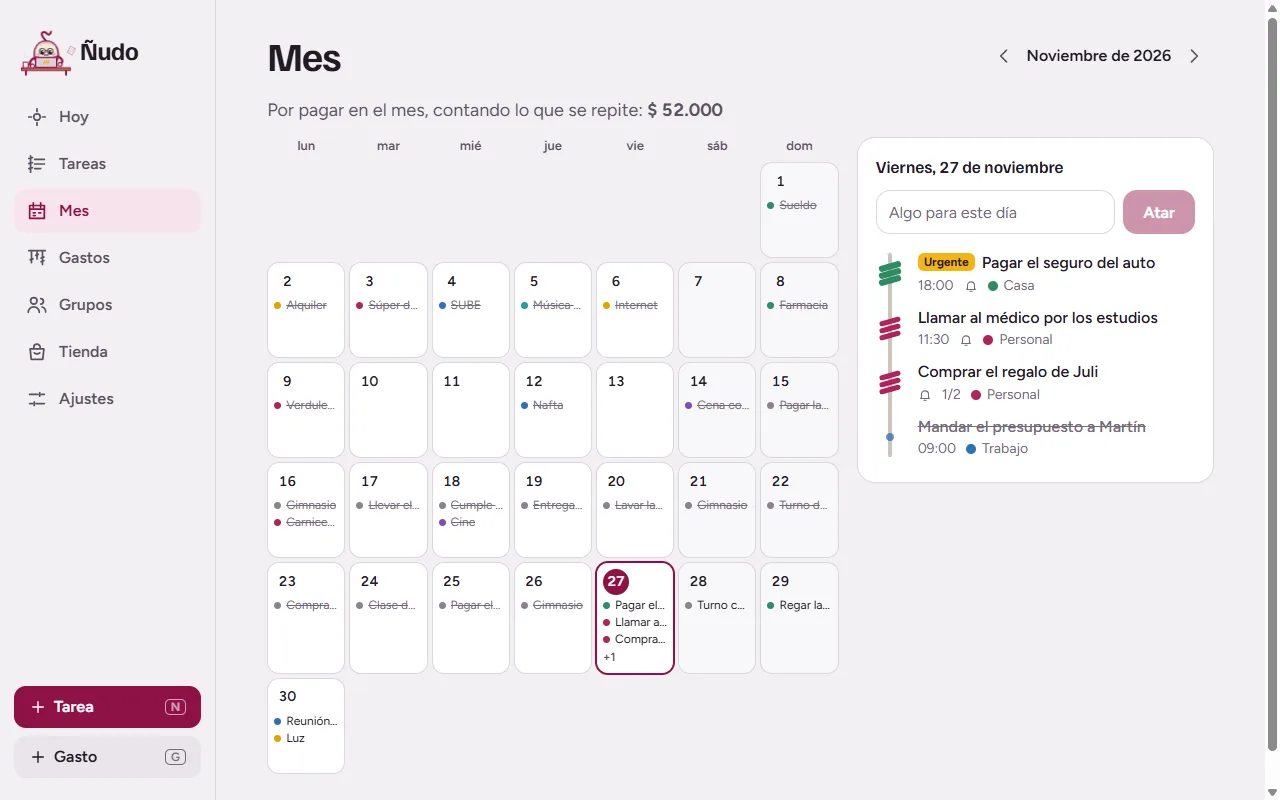 Ñudo
Hoy
Tareas
Mes
Gastos
Grupos
Tienda
Ajustes
+ Tarea N
+ Gasto G
Mes
Noviembre de 2026
Por pagar en el mes, contando lo que se repite: $ 52.000
lun mar mié jue vie sáb dom
1
Sueldo
2 3 4 5 6 7 8
Alquiler Súper d... SUBE Música-... Internet Farmacia
9 10 11 12 13 14 15
Verdule... Nafta Cena co... Pagar la...
16 17 18 19 20 21 22
Gimnasio Llevar el... Cumple-... Entrega... Lavar la... Gimnasio Turno d...
Carnice... Cine
23 24 25 26 27 28 29
Compra... Clase d... Pagar el... Gimnasio Pagar el... Turno c... Regar la...
Llamar a...
Compra...
+1
30
Reunión...
Luz
Viernes, 27 de noviembre
Algo para este día Atar
Urgente Pagar el seguro del auto
18:00 Casa
Llamar al médico por los estudios
11:30 Personal
Comprar el regalo de Juli
1/2 Personal
Mandar el presupuesto a Martín
09:00 Trabajo